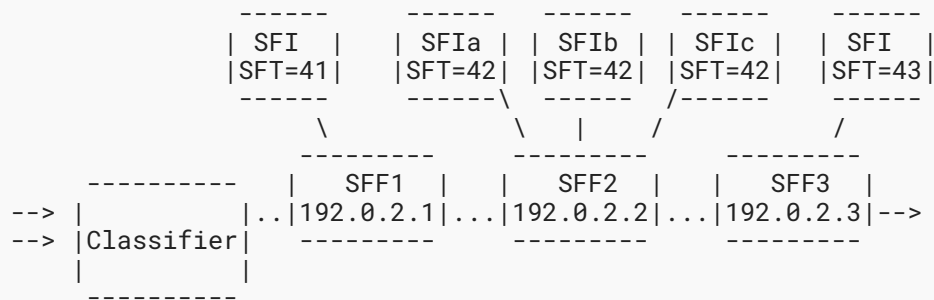 ------      ------   ------   ------    ------
| SFI  |   | SFIa | | SFIb | | SFIc |  | SFI  |
|SFT=41|   |SFT=42| |SFT=42| |SFT=42|  |SFT=43|
------      ------\  ------  /------    ------
\             \   |    /            /
---------     ---------     ---------
----------   |   SFF1  |   |   SFF2  |   |   SFF3  |
--> |          |..|192.0.2.1|...|192.0.2.2|...|192.0.2.3|-->
--> |Classifier|   ---------     ---------     ---------
|          |
----------